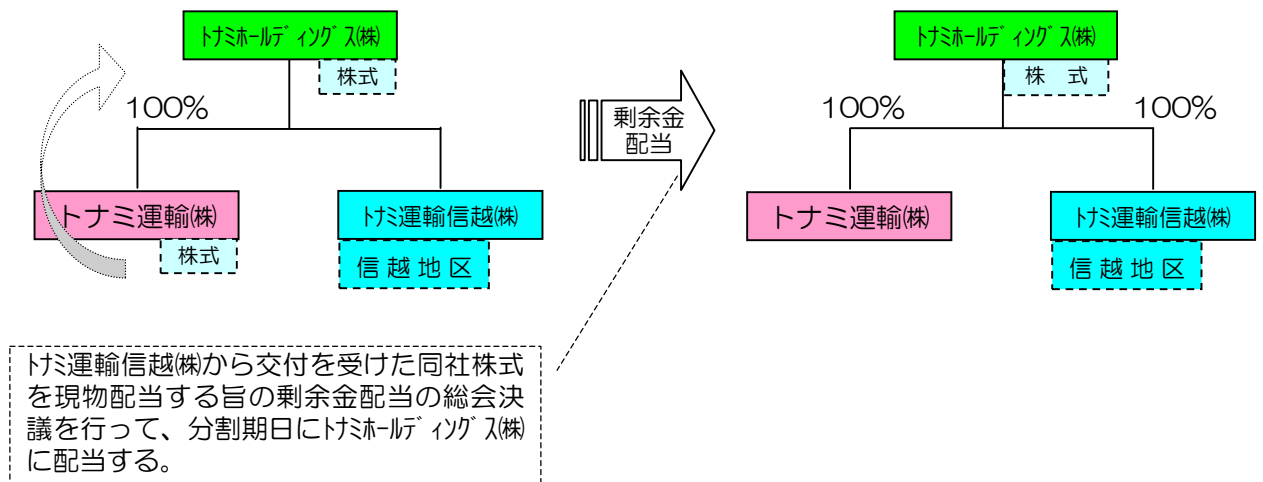 ﾄﾅﾐﾎｰﾙﾃﾞｨﾝｸﾞｽ㈱
株式
100%
トナミ運輸㈱
株式
ﾄﾅﾐ運輸信越㈱
信越地区
剰余金
配当
ﾄﾅﾐﾎｰﾙﾃﾞｨﾝｸﾞｽ㈱
株　式
100%
100%
トナミ運輸㈱
ﾄﾅﾐ運輸信越㈱
信越地区
ﾄﾅﾐ運輸信越㈱から交付を受けた同社株式
を現物配当する旨の剰余金配当の総会決
議を行って、分割期日にﾄﾅﾐﾎｰﾙﾃﾞｨﾝｸﾞｽ㈱
に配当する。